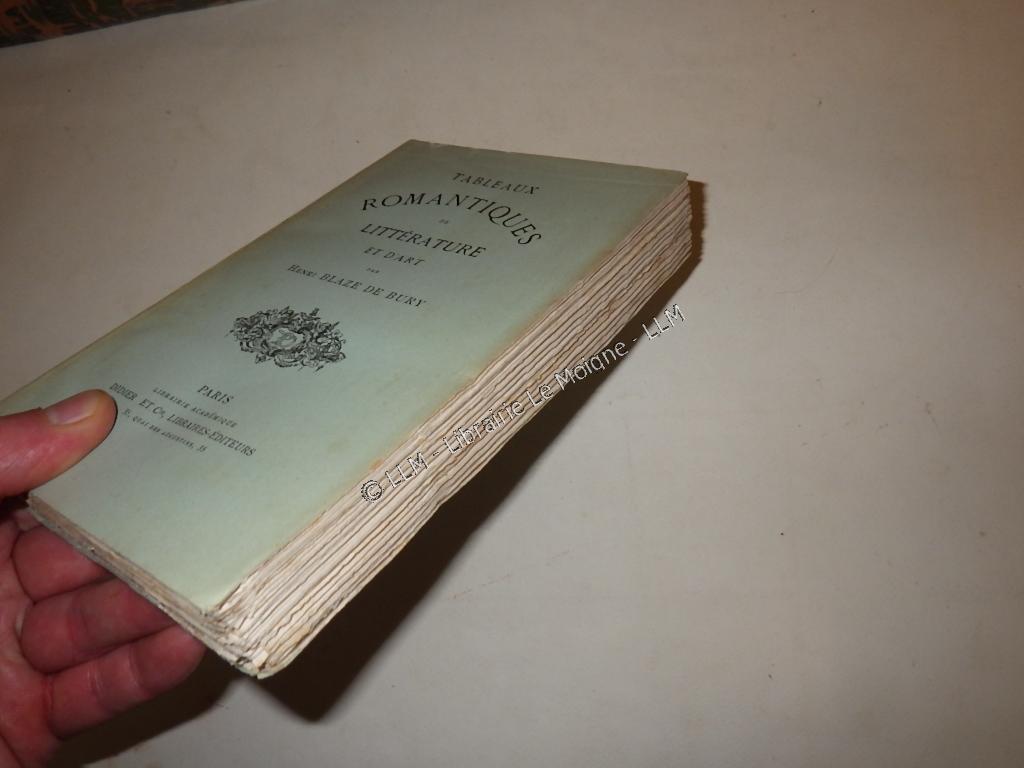 TABLEAUX
ROMANTIQUES
DE
LITTÉRATURE
ET D'ART
PAR
HENRI BLAZE DE BURY
PARIS
LIBRAIRIE ACADÉMIQUE
DIDIER ET Cie, LIBRAIRES-ÉDITEURS
35, QUAI DES AUGUSTINS, 35
© LLM - Librairie Le Moigne - LLM